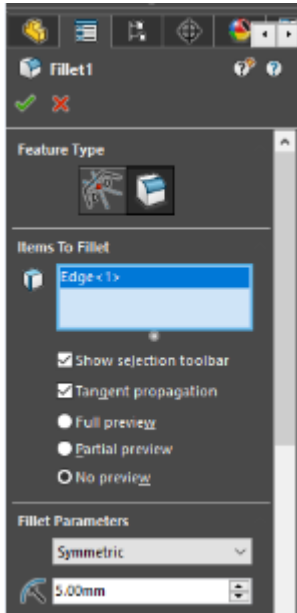 Fillet1
Feature Type
Items To Fillet
Edge<1>
Show selection toolbar
Tangent propagation
Full preview
Partial preview
No preview
Fillet Parameters
Symmetric
5.00mm